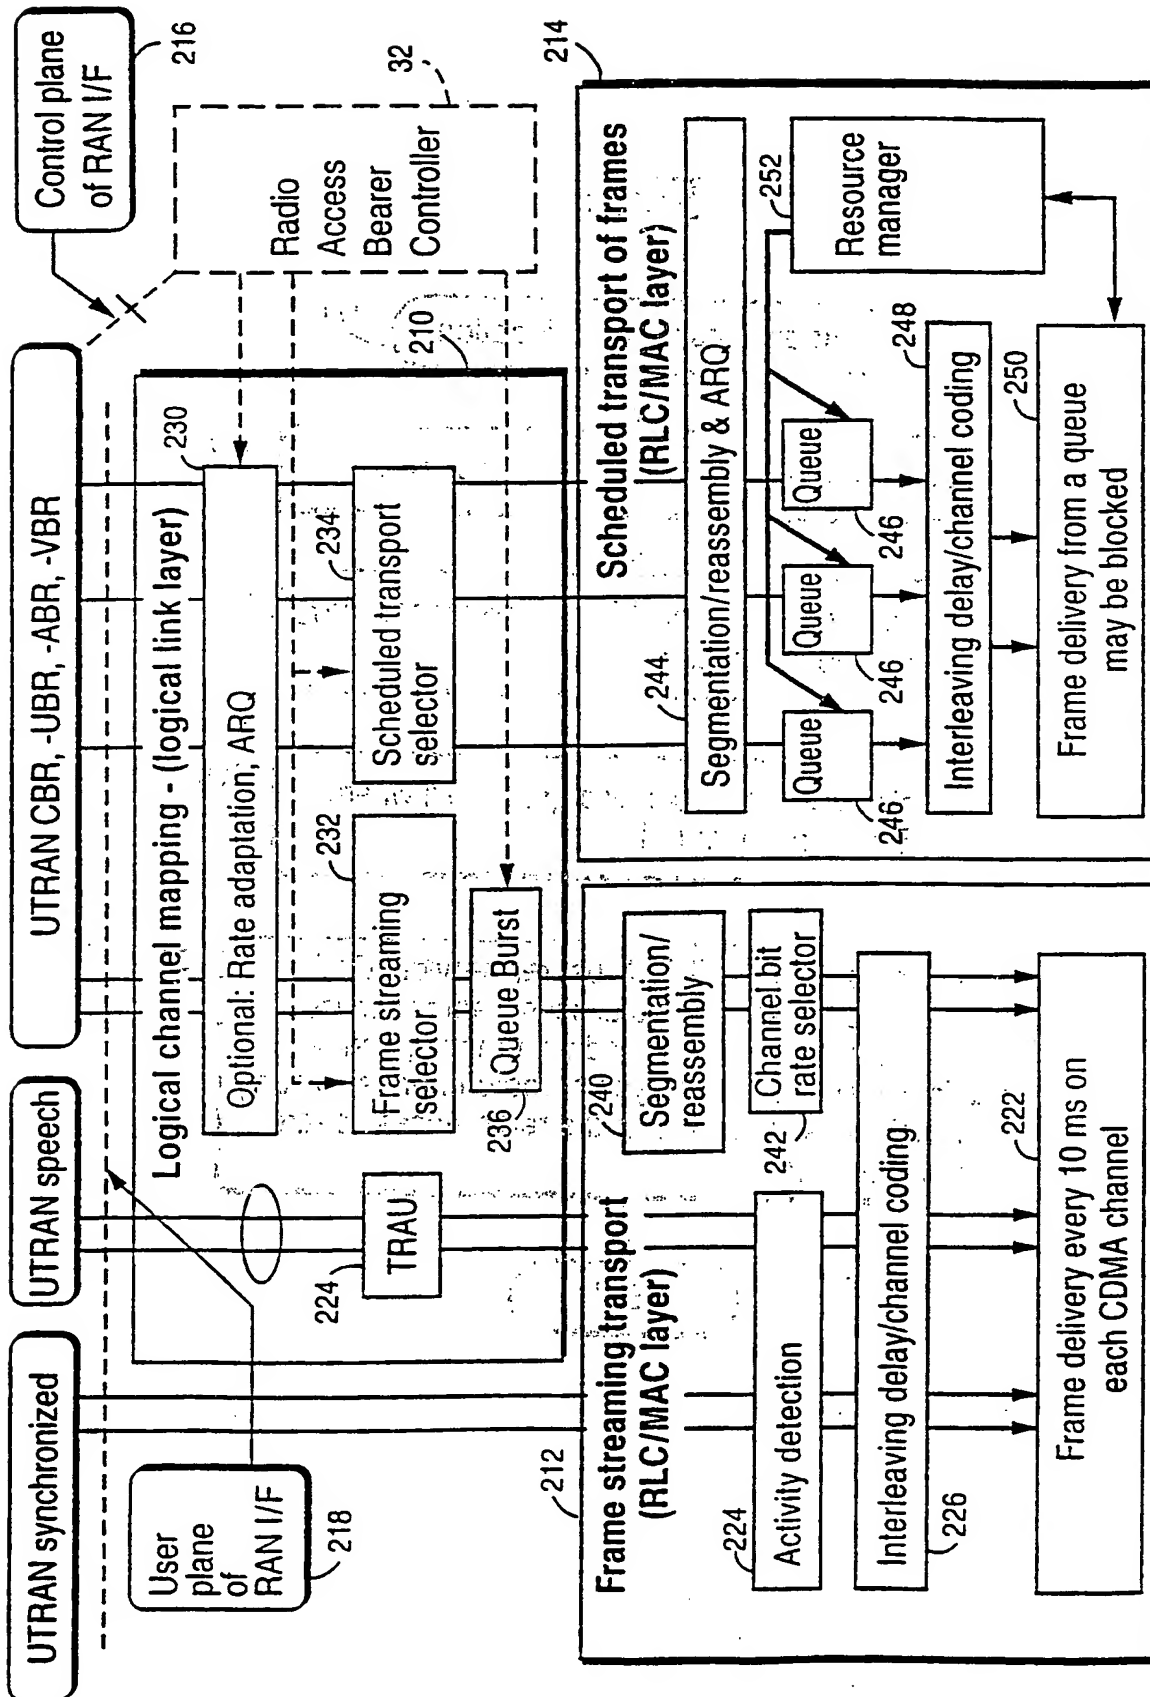 UTRAN synchronized
UTRAN speech
UTRAN CBR, -UBR, -ABR, -VBR
Control plane
of RAN I/F
216
User
plane
of
RAN I/F
218
Logical channel mapping - (logical link layer)
210
230
Optional: Rate adaptation, ARQ
Radio
Access
Bearer
Controller
32
224
TRAU
232
Frame streaming
selector
234
Scheduled transport
selector
236
Queue Burst
212
Frame streaming transport
(RLC/MAC layer)
240
Segmentation/
reassembly
224
Activity detection
242
Channel bit
rate selector
Interleaving delay/channel coding
226
222
Frame delivery every 10 ms on
each CDMA channel
214
Scheduled transport of frames
(RLC/MAC layer)
244
Segmentation/reassembly & ARQ
Queue
246
Queue
246
Queue
246
252
Resource
manager
248
Interleaving delay/channel coding
250
Frame delivery from a queue
may be blocked